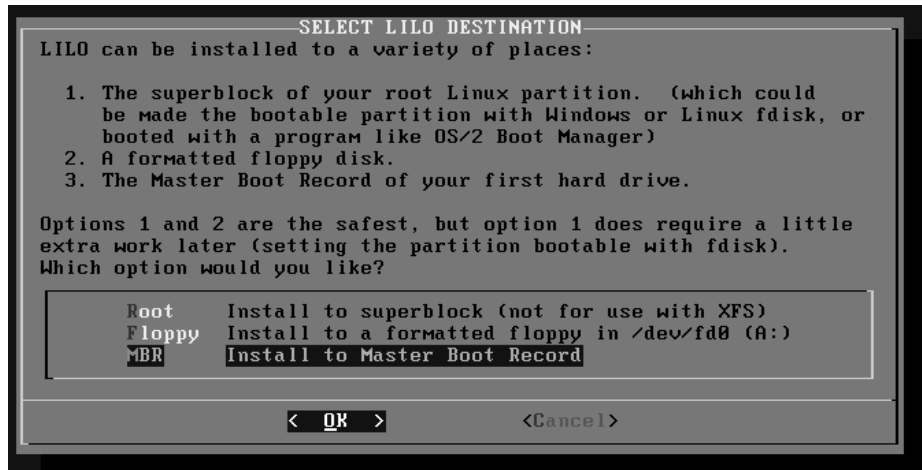 SELECT LILO DESTINATION
LILO can be installed to a variety of places:
1. The superblock of your root Linux partition.  (which could
be made the bootable partition with Windows or Linux fdisk, or
booted with a program like OS/2 Boot Manager)
2. A formatted floppy disk.
3. The Master Boot Record of your first hard drive.
Options 1 and 2 are the safest, but option 1 does require a little
extra work later (setting the partition bootable with fdisk).
Which option would you like?
Root    Install to superblock (not for use with XFS)
Floppy  Install to a formatted floppy in /dev/fd0 (A:)
MBR     Install to Master Boot Record
<  OK  >          <Cancel>